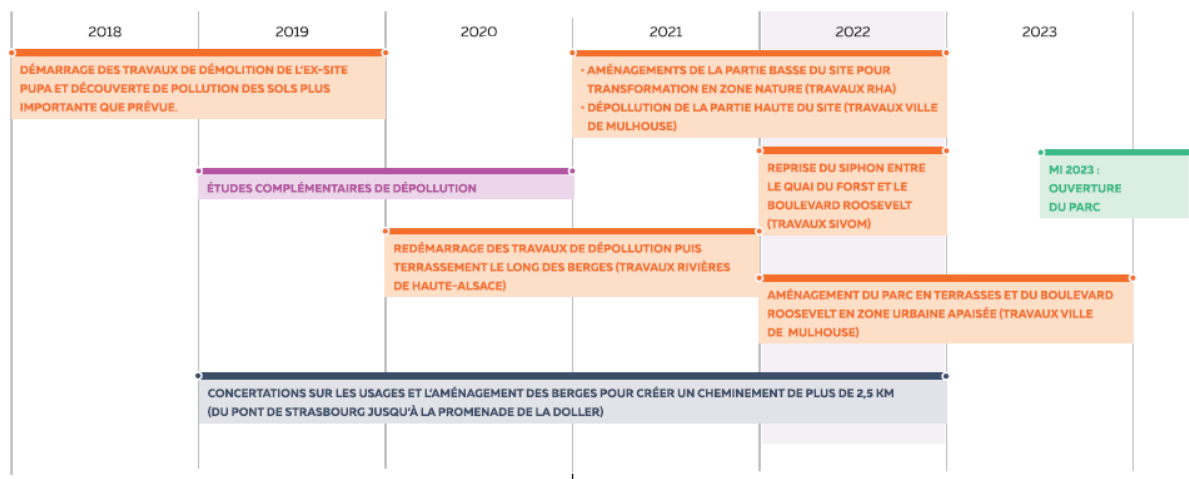 2018 2019 2020 2021 2022 2023
DÉMARRAGE DES TRAVAUX DE DÉMOLITION DE L'EX-SITE
PUPA ET DÉCOUVERTE DE POLLUTION DES SOLS PLUS
IMPORTANTE QUE PRÉVUE.
• AMÉNAGEMENTS DE LA PARTIE BASSE DU SITE POUR
TRANSFORMATION EN ZONE NATURE (TRAVAUX RHA)
• DÉPOLLUTION DE LA PARTIE HAUTE DU SITE (TRAVAUX VILLE
DE MULHOUSE)
ÉTUDES COMPLÉMENTAIRES DE DÉPOLLUTION
REPRISE DU SIPHON ENTRE
LE QUAI DU FORST ET LE
BOULEVARD ROOSEVELT
(TRAVAUX SIVOM)
MI 2023 :
OUVERTURE
DU PARC
REDÉMARRAGE DES TRAVAUX DE DÉPOLLUTION PUIS
TERRASSEMENT LE LONG DES BERGES (TRAVAUX RIVIÈRES
DE HAUTE-ALSACE)
AMÉNAGEMENT DU PARC EN TERRASSES ET DU BOULEVARD
ROOSEVELT EN ZONE URBAINE APAISÉE (TRAVAUX VILLE
DE MULHOUSE)
CONCERTATIONS SUR LES USAGES ET L'AMÉNAGEMENT DES BERGES POUR CRÉER UN CHEMINEMENT DE PLUS DE 2,5 KM
(DU PONT DE STRASBOURG JUSQU'À LA PROMENADE DE LA DOLLER)